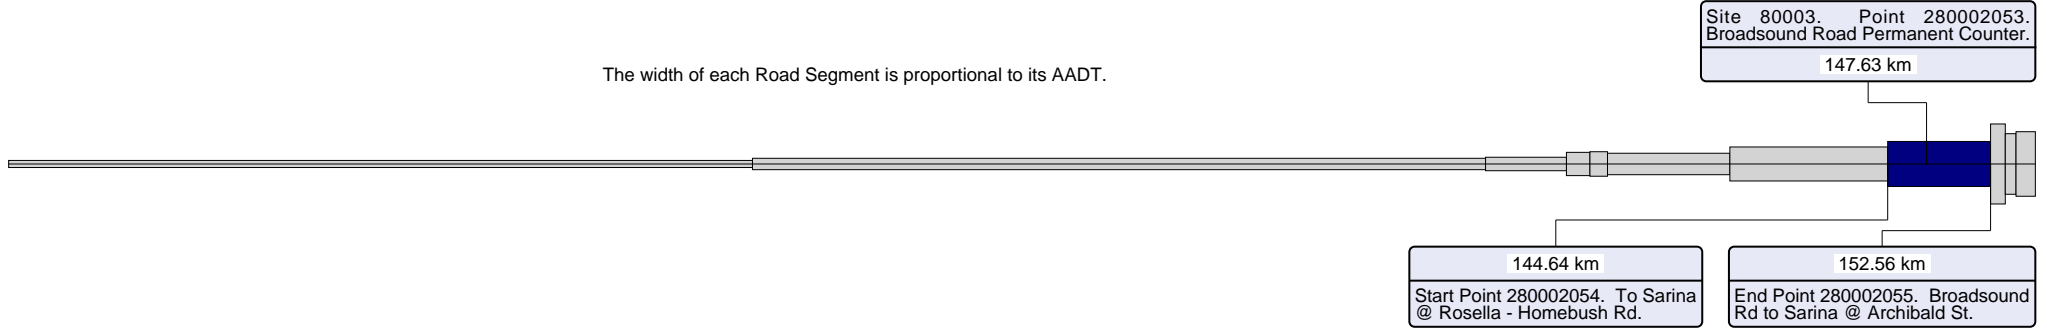 Site 80003. Point 280002053.
Broadsound Road Permanent Counter.
147.63 km
The width of each Road Segment is proportional to its AADT.
144.64 km
Start Point 280002054. To Sarina
@ Rosella - Homebush Rd.
152.56 km
End Point 280002055. Broadsound
Rd to Sarina @ Archibald St.